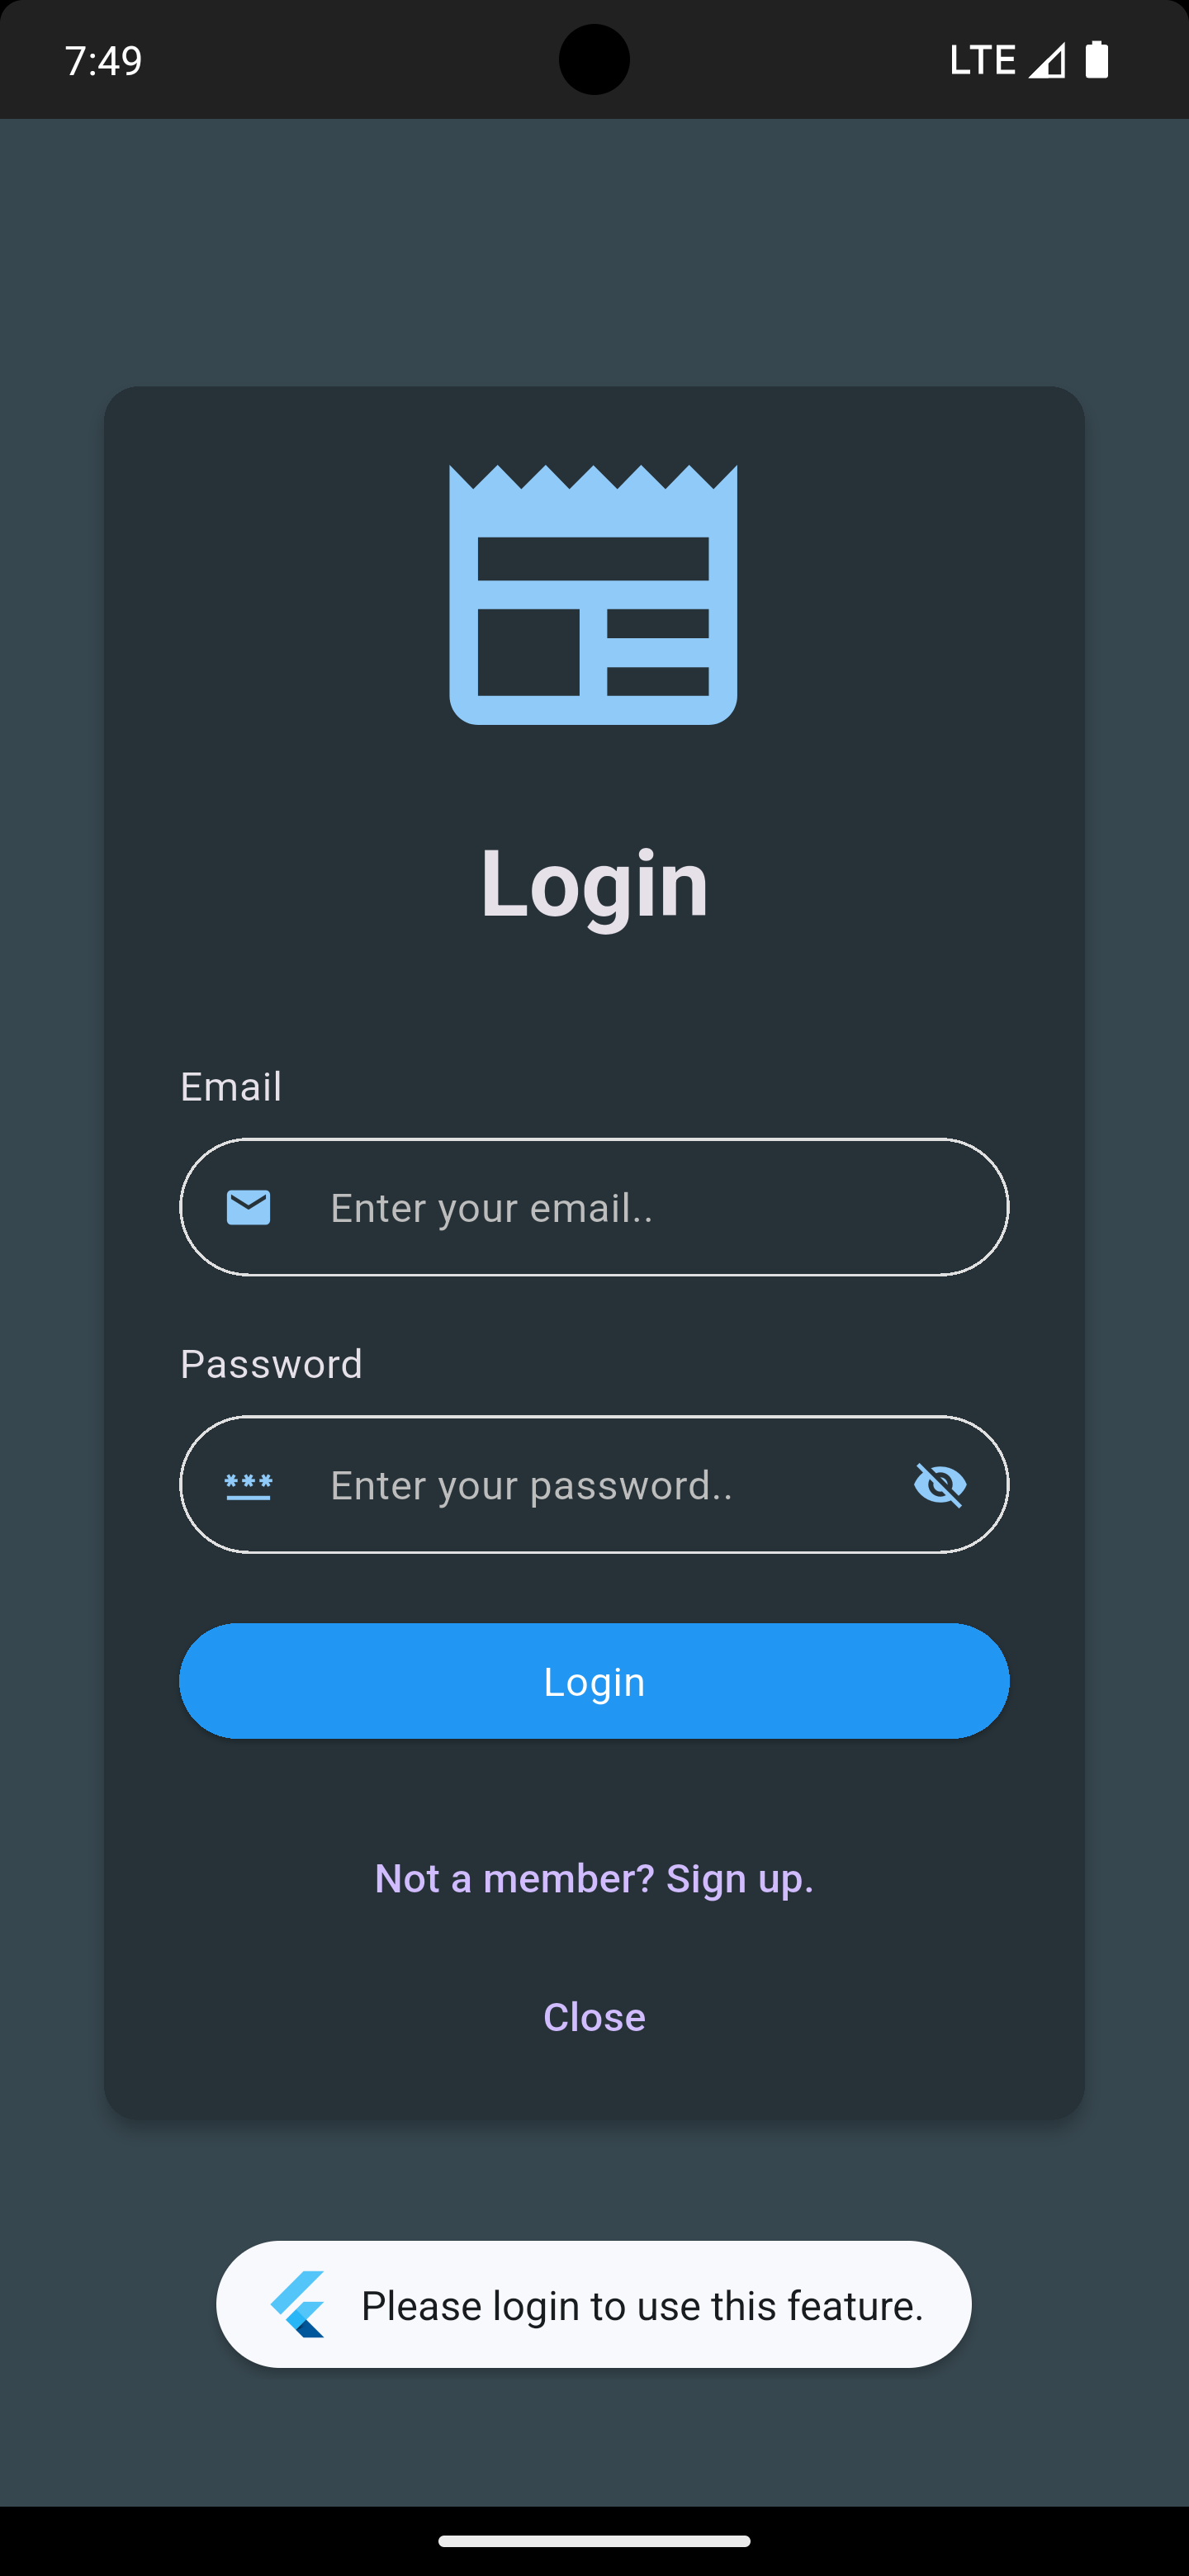 7:49 LTE
Login
Email
Enter your email..
Password
*** Enter your password..
Login
Not a member? Sign up.
Close
Please login to use this feature.